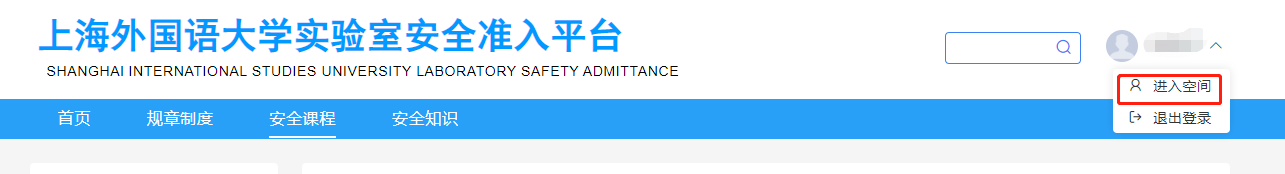 上海外国语大学实验室安全准入平台
SHANGHAI INTERNATIONAL STUDIES UNIVERSITY LABORATORY SAFETY ADMITTANCE
进入空间
退出登录
首页 规章制度 安全课程 安全知识